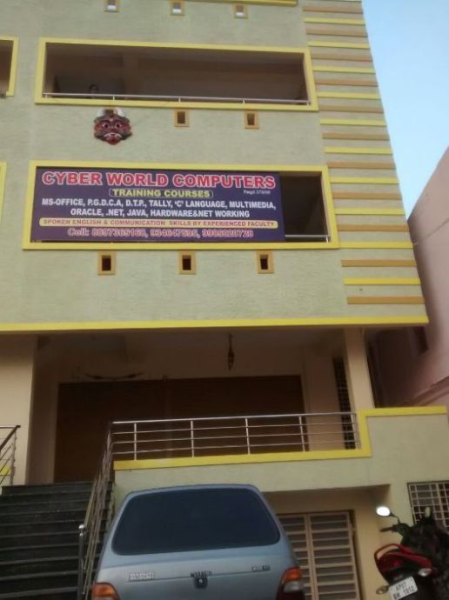 CYBER WORLD COMPUTERS
(TRAINING COURSES)
MS-OFFICE, P.G.D.C.A, D.T.P., TALLY, 'C' LANGUAGE, MULTIMEDIA,
ORACLE, .NET, JAVA, HARDWARE&NET WORKING
SPOKEN ENGLISH & COMMUNICATION SKILLS BY EXPERIENCED FACULTY
Cell: